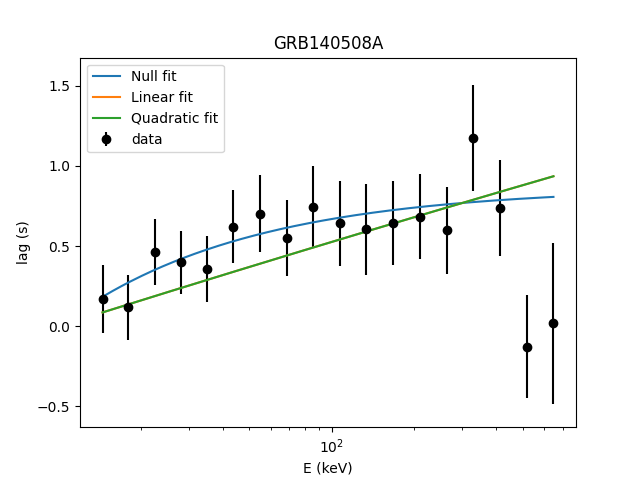 GRB140508A
Null fit
Linear fit
Quadratic fit
data
lag (s)
1.5
1.0
0.5
0.0
−0.5
10²
E (keV)